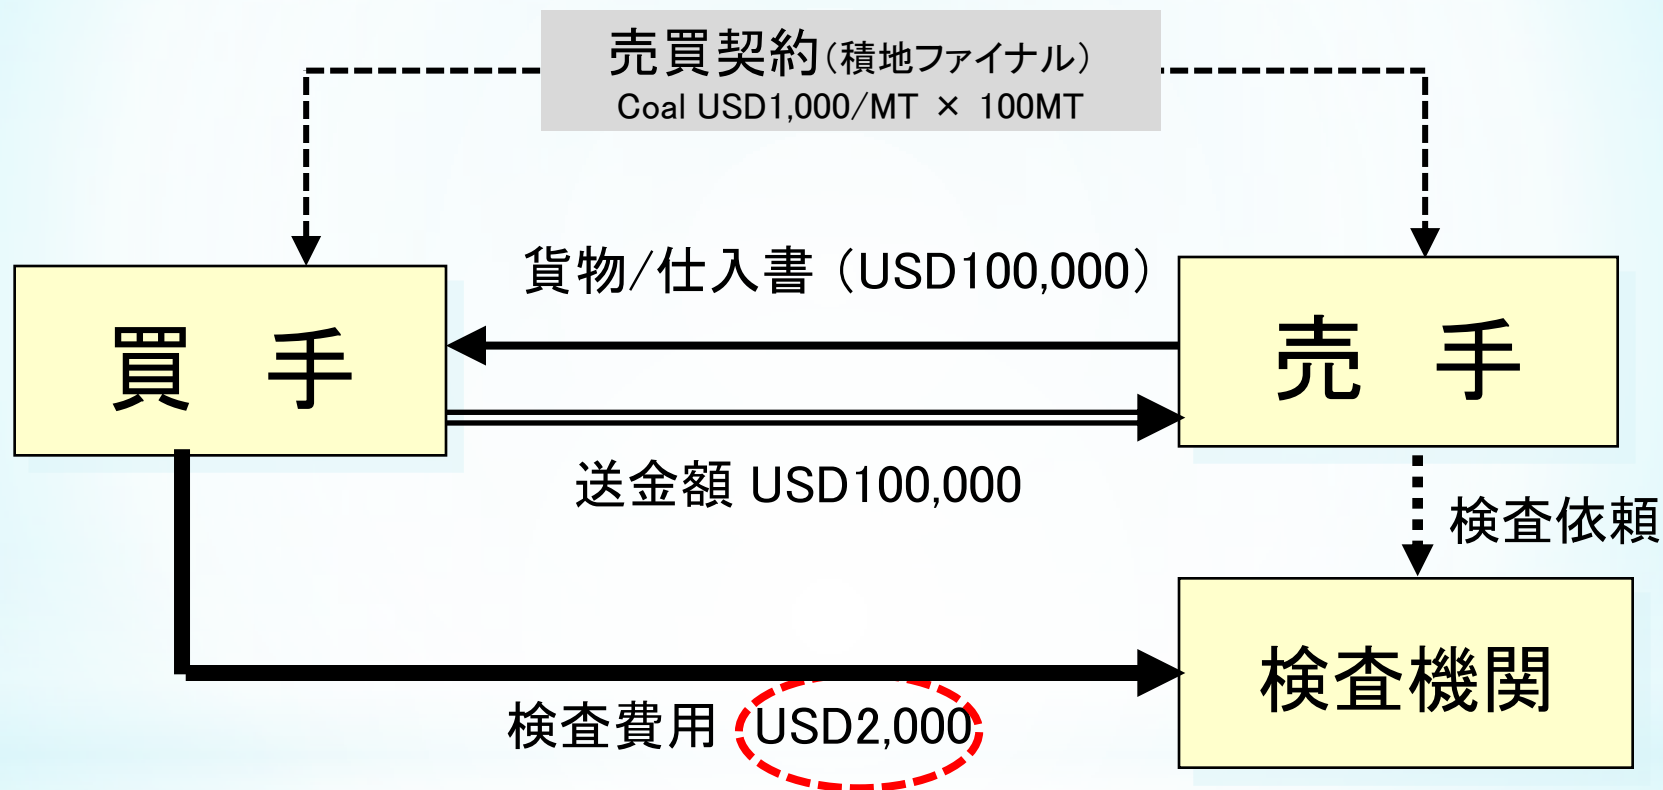 売買契約(積地ファイナル)
Coal USD1,000/MT × 100MT
貨物/仕入書(USD100,000)
買 手
売 手
送金額 USD100,000
検査依頼
検査機関
検査費用 USD2,000